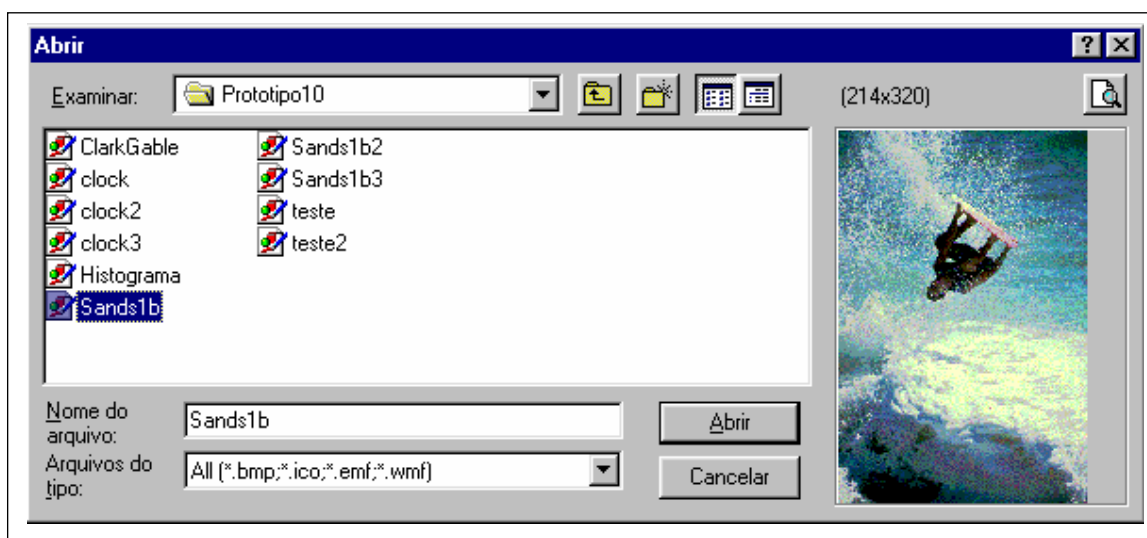 Abrir
Examinar: Prototipo10 (214x320)
ClarkGable Sands1b2
clock Sands1b3
clock2 teste
clock3 teste2
Histograma
Sands1b
Nome do
arquivo:
Sands1b
Abrir
Arquivos do
tipo:
All (*.bmp;*.ico;*.emf;*.wmf)
Cancelar